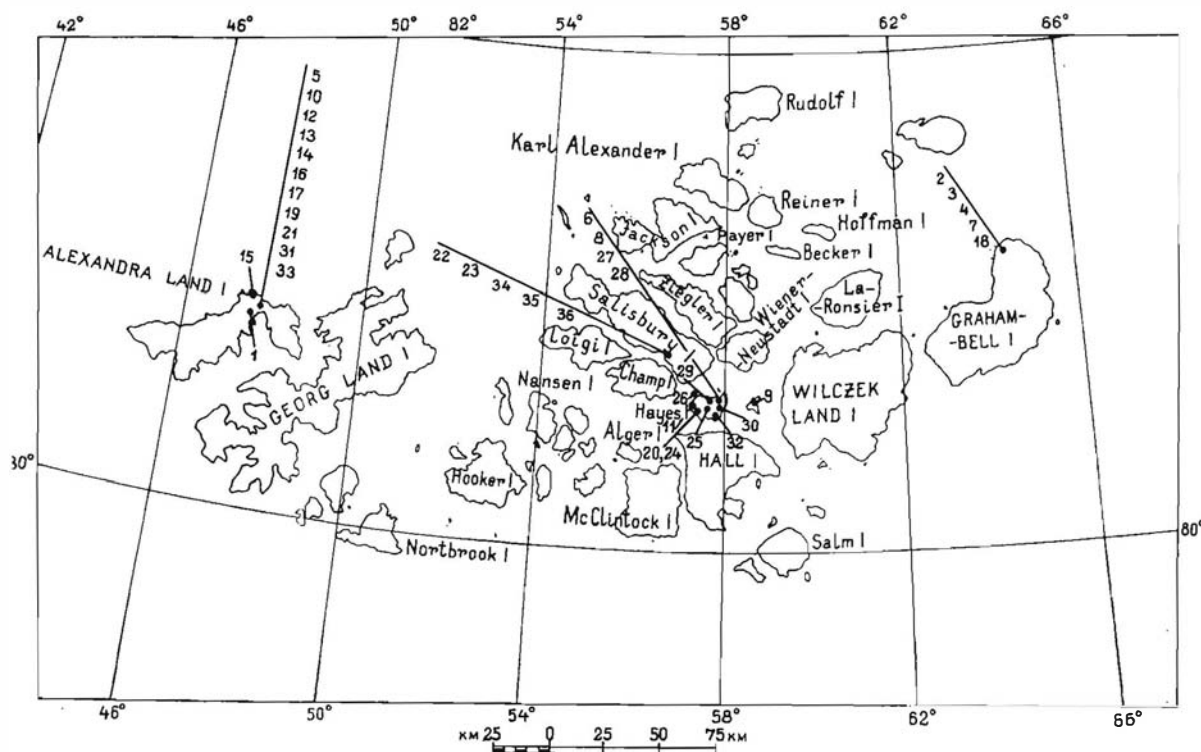 42° 46° 50° 82° 54° 58° 62° 66°
5
10
12
13
14
16
17
19
21
31
33
15
ALEXANDRA LAND I
1
GEORG LAND I
Rudolf I
Karl Alexander I
Reiner I
Hoffman I
Jackson I
Payer I
Becker I
2
3
4
7
18
6
8
27
28
22 23 34 35 36
Ziegler I
Salisbury
Wiener-
Neustadt I
La-
-Ronsier I
GRAHAM-
-BELL I
Loigi I
29
Champ I
Nansen I
26
9
WILCZEK
LAND I
Hayes I
11
30
Alger I
25
32
20,24
HALL I
80°
Hooker I
McClintock I
80°
Nortbrook I
Salm I
46° 50° 54° 58° 62° 66°
км 25 0 25 50 75 км